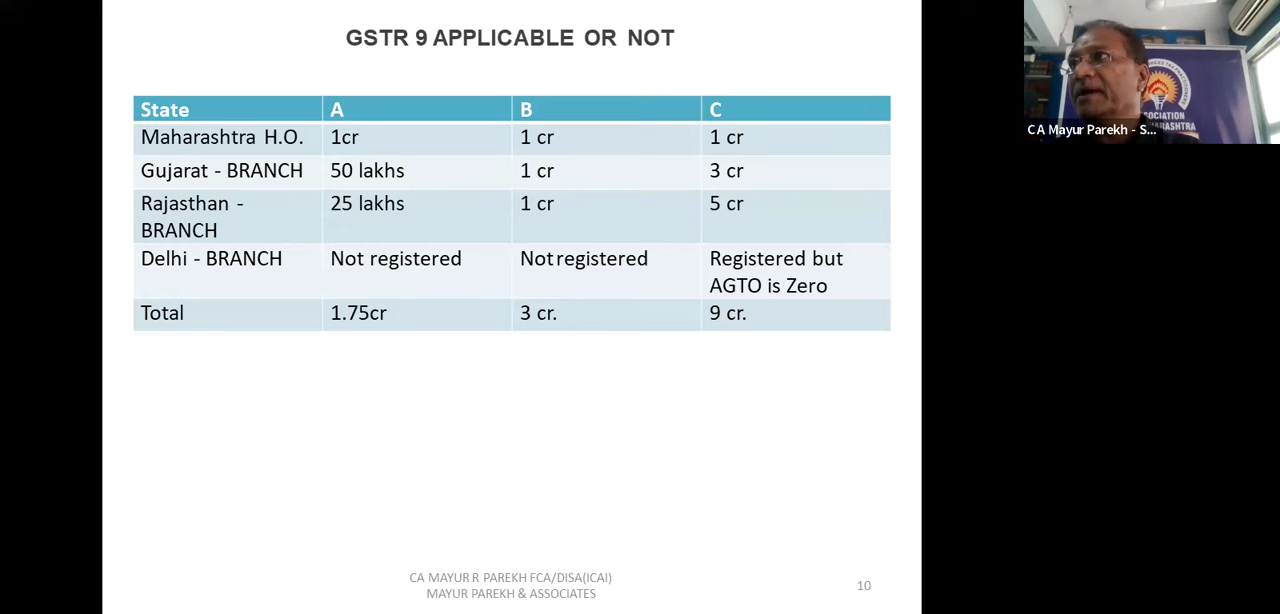 GSTR 9 APPLICABLE OR NOT
State A B C
Maharashtra H.O. 1cr 1 cr 1 cr
Gujarat - BRANCH 50 lakhs 1 cr 3 cr
Rajasthan - 25 lakhs 1 cr 5 cr
BRANCH
Delhi - BRANCH Not registered Not registered Registered but
AGTO is Zero
Total 1.75cr 3 cr. 9 cr.
CA MAYUR R PAREKH FCA/DISA(ICAI)
MAYUR PAREKH & ASSOCIATES
10
C A Mayur Parekh - S...